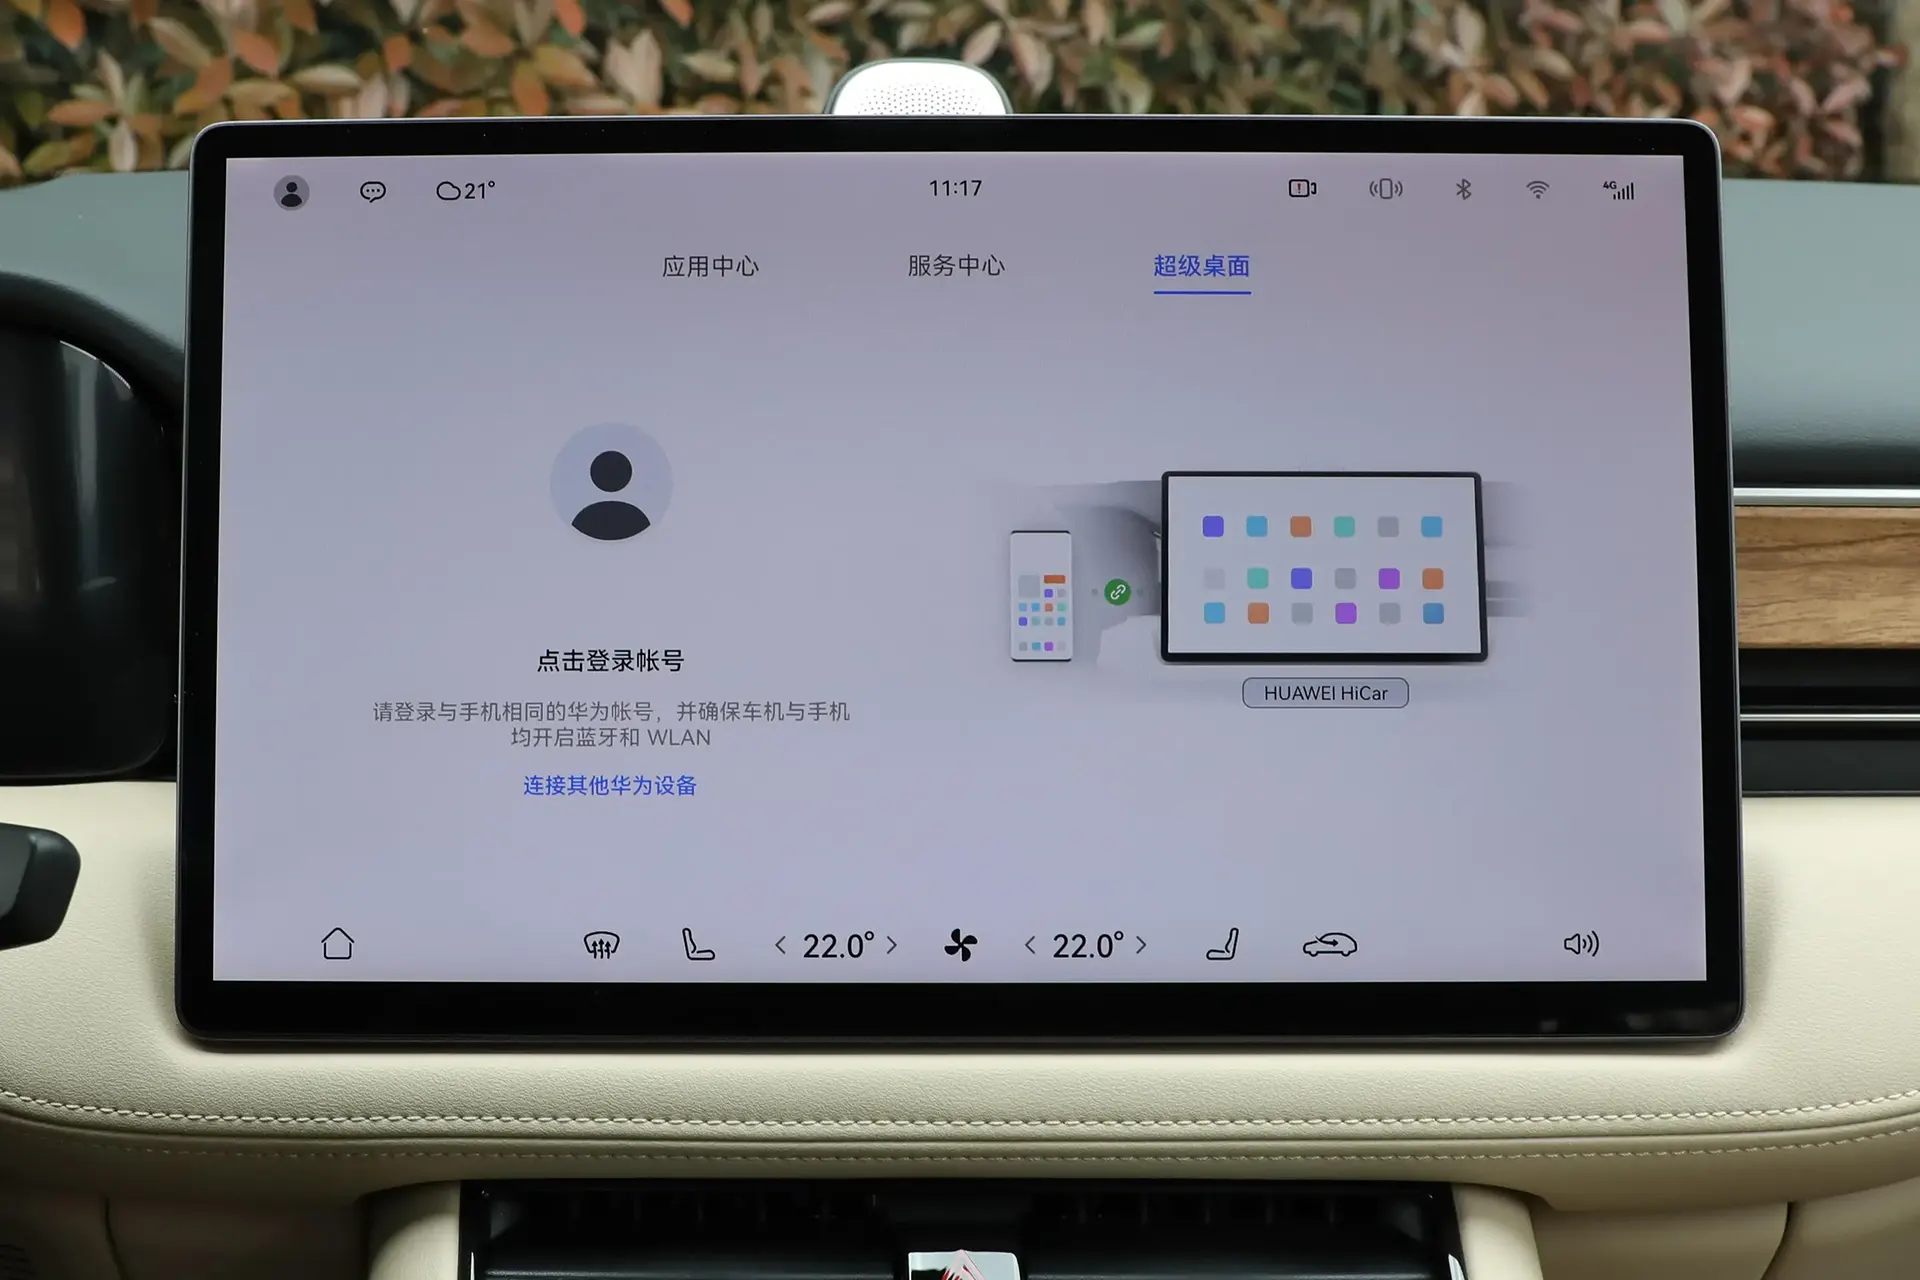 21°
11:17
4G
应用中心
服务中心
超级桌面
点击登录帐号
请登录与手机相同的华为帐号，并确保车机与手机
均开启蓝牙和 WLAN
连接其他华为设备
HUAWEI HiCar
22.0°
22.0°